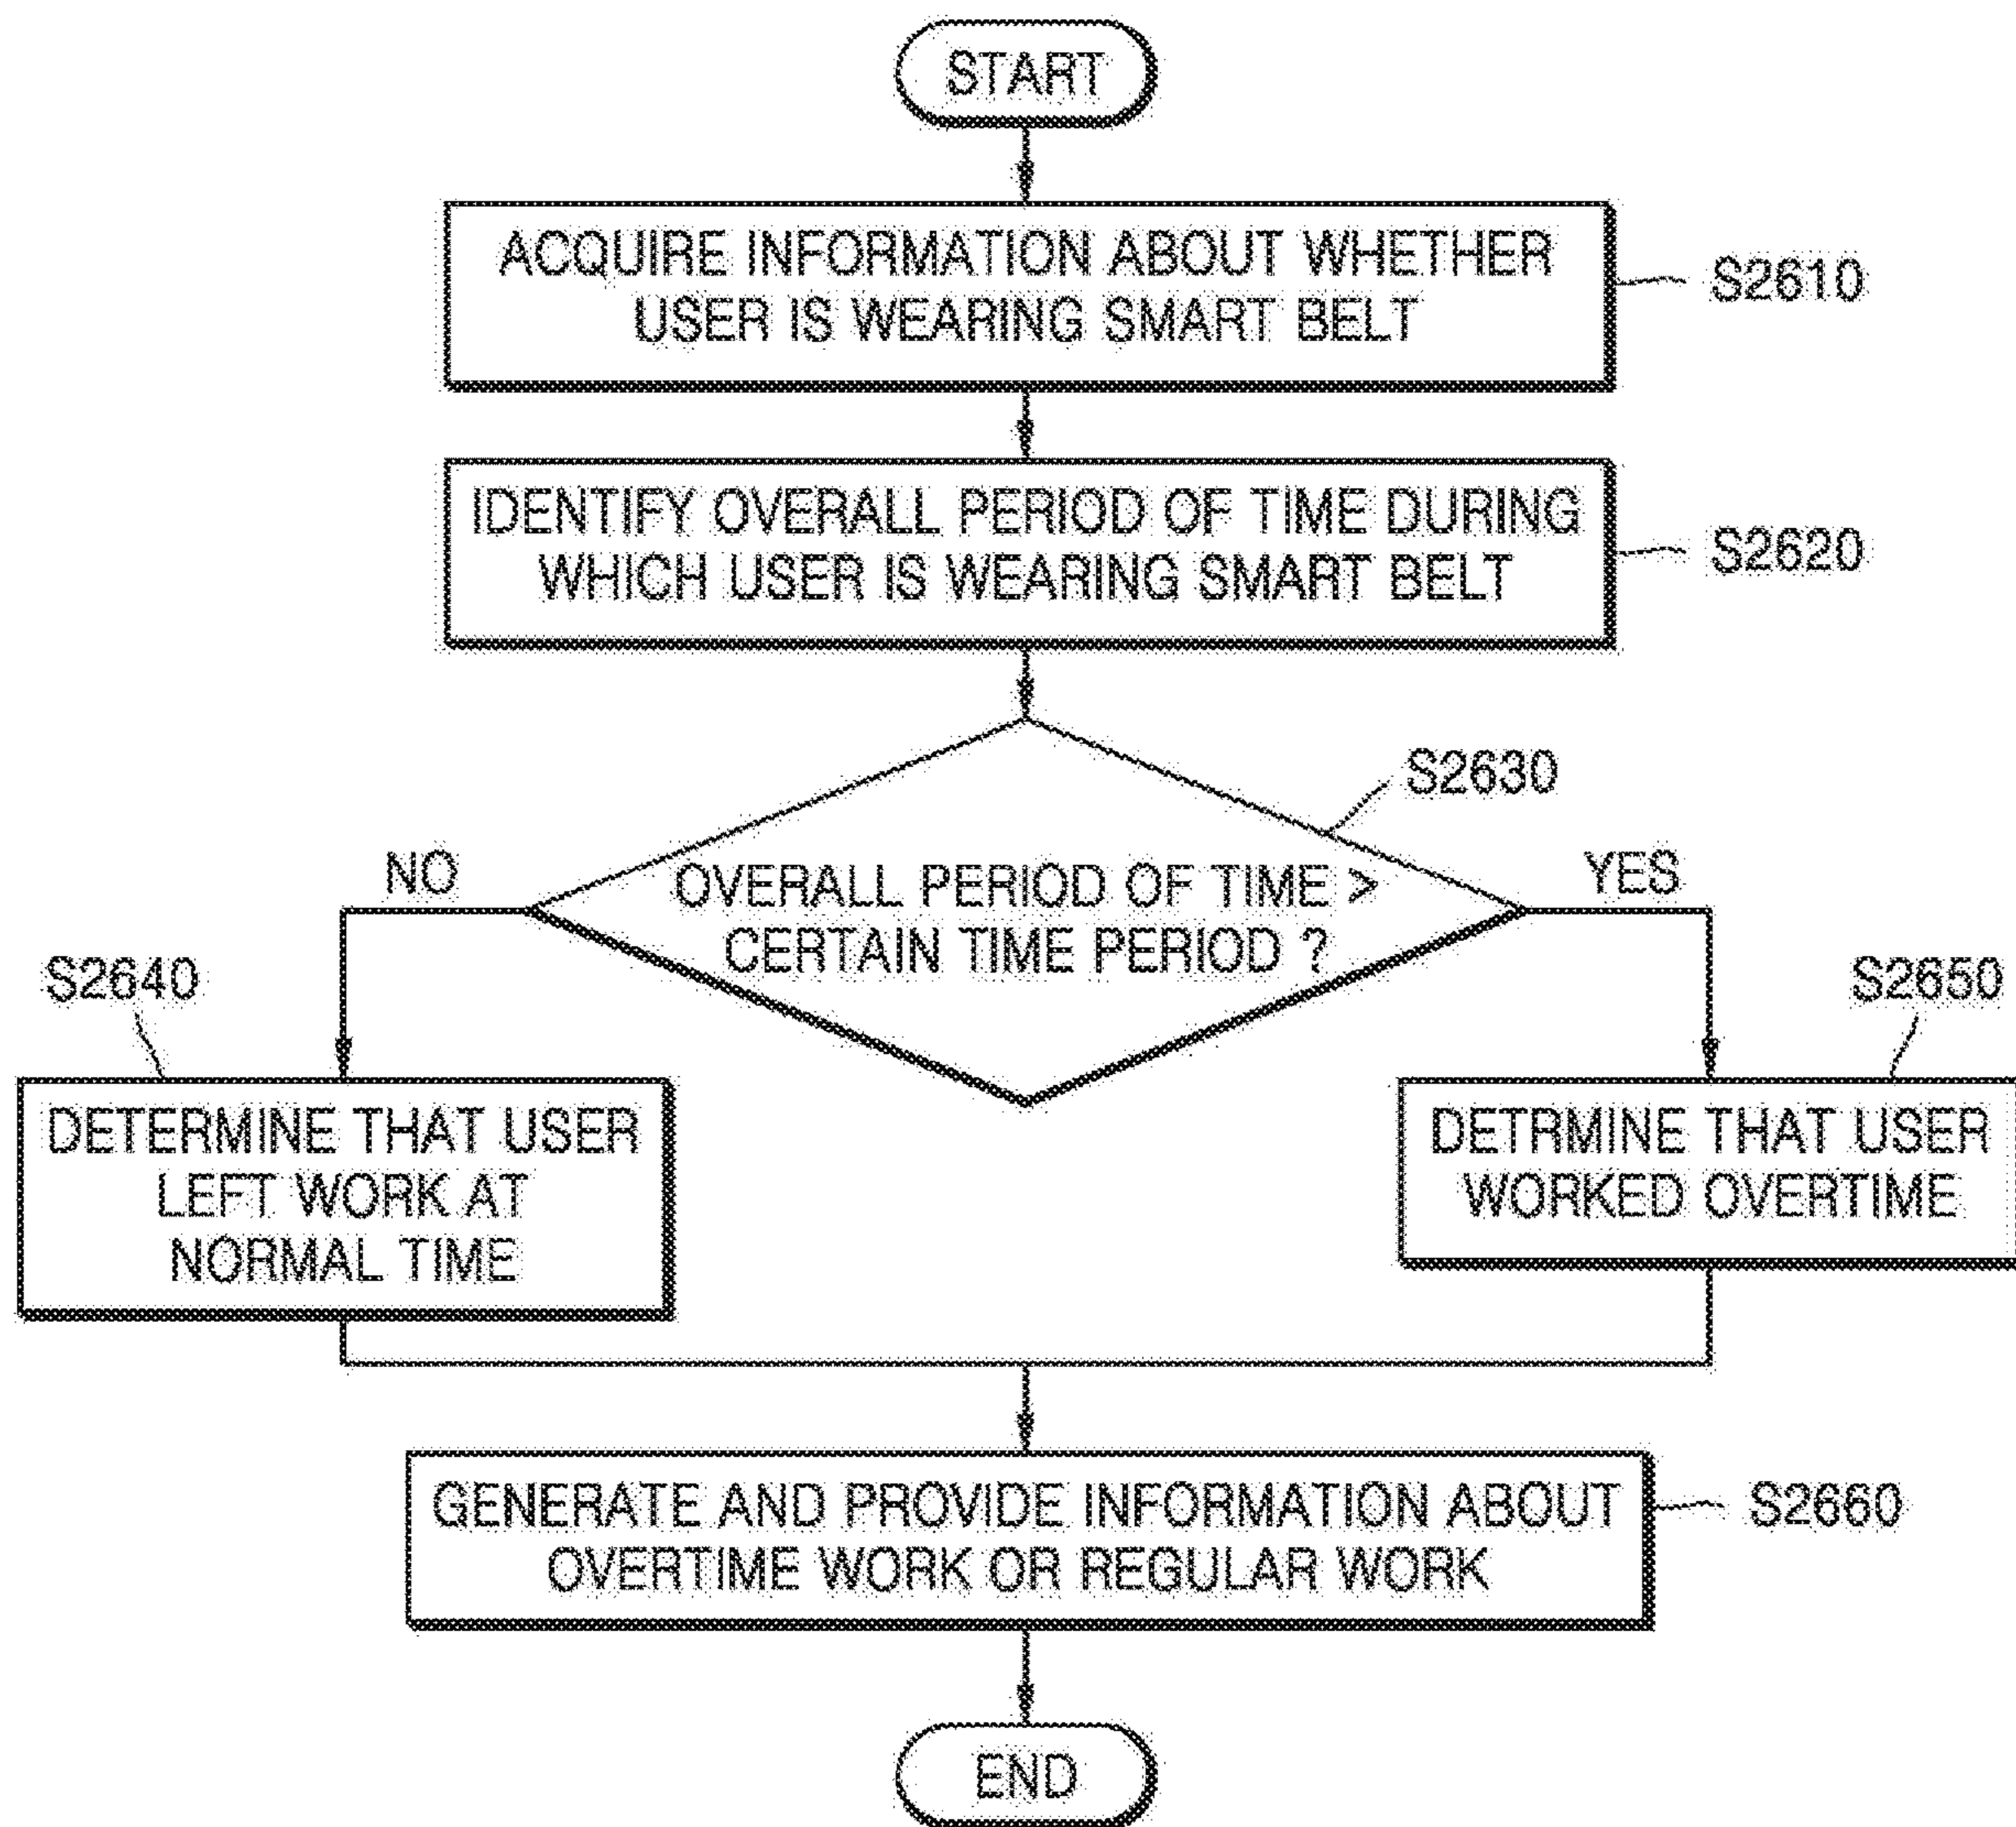 START
ACQUIRE INFORMATION ABOUT WHETHER
USER IS WEARING SMART BELT
S2610
IDENTIFY OVERALL PERIOD OF TIME DURING
WHICH USER IS WEARING SMART BELT
S2620
S2630
OVERALL PERIOD OF TIME >
CERTAIN TIME PERIOD ?
NO
YES
S2640
DETERMINE THAT USER
LEFT WORK AT
NORMAL TIME
S2650
DETRMINE THAT USER
WORKED OVERTIME
GENERATE AND PROVIDE INFORMATION ABOUT
OVERTIME WORK OR REGULAR WORK
S2660
END